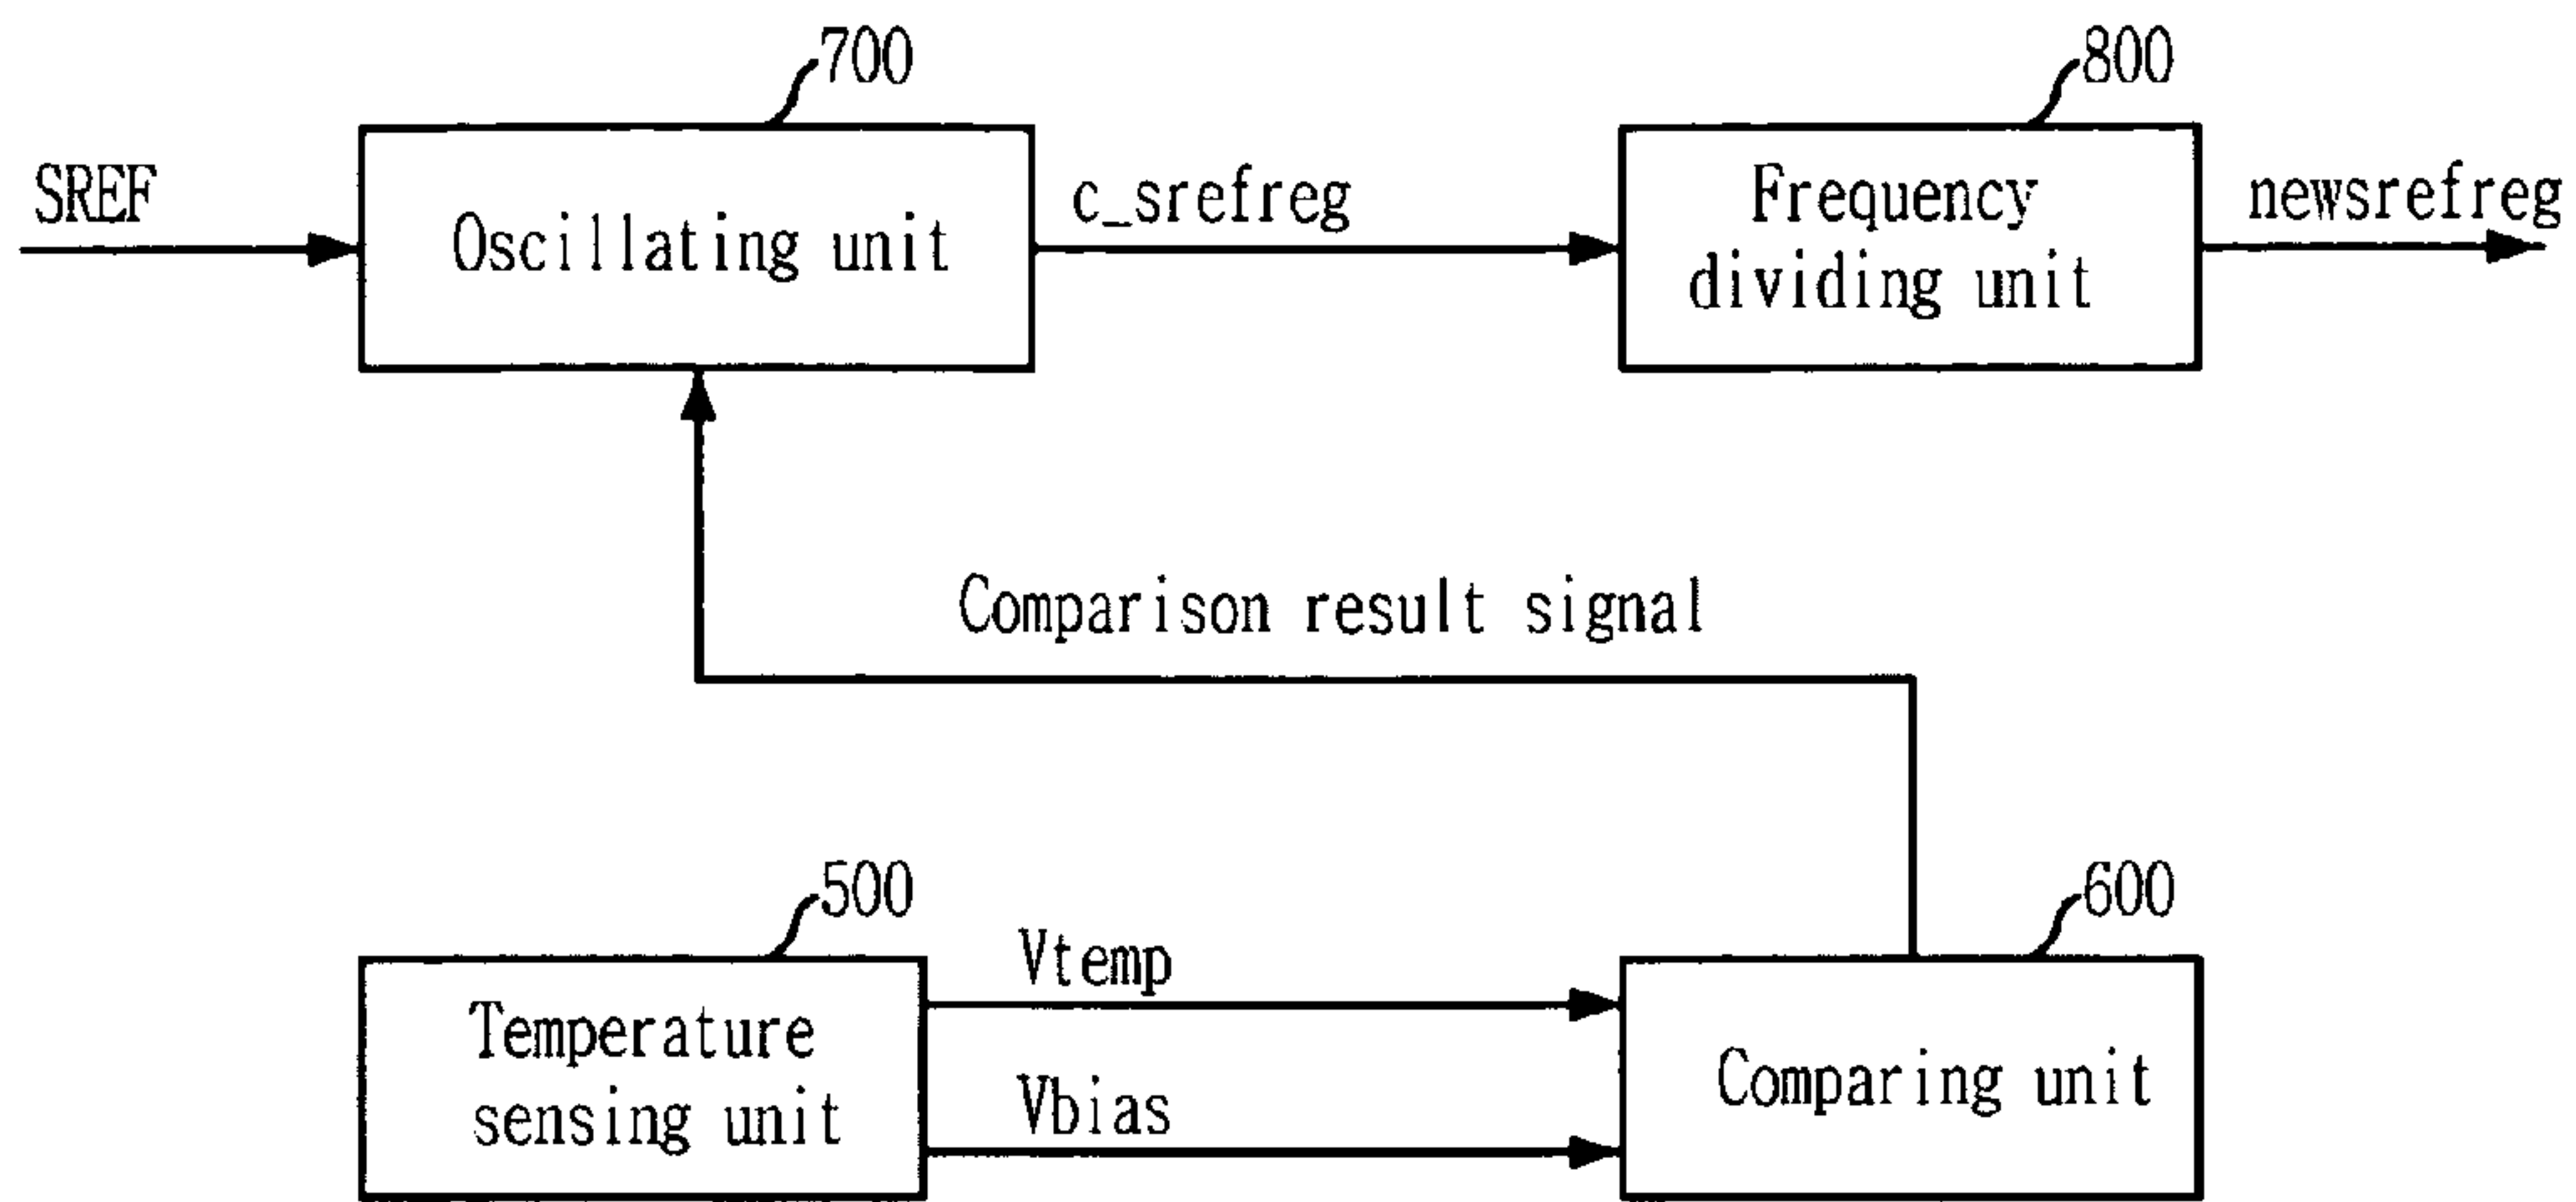 700
800
SREF
Oscillating unit
c_srefreg
Frequency
dividing unit
newsrefreg
Comparison result signal
500
600
Temperature
sensing unit
Vtemp
Vbias
Comparing unit